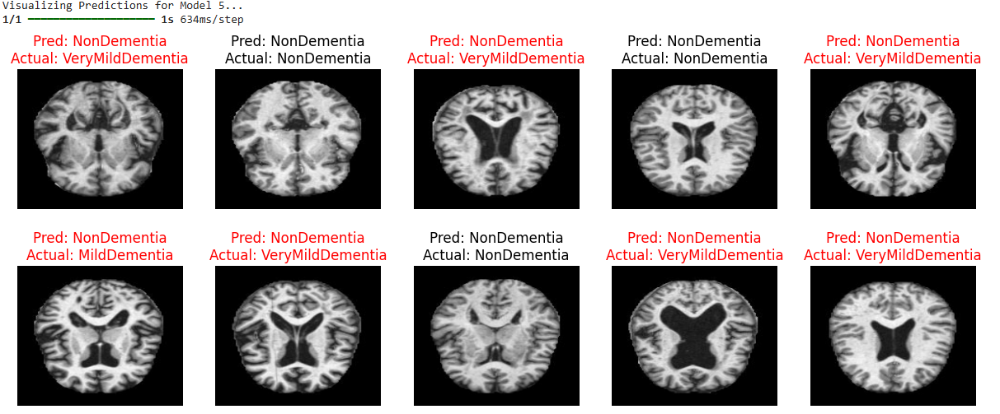 Visualizing Predictions for Model 5...
1/1 ━━━━━━━━━━━━━━━━━━━━ 1s 634ms/step
Pred: NonDementia
Actual: VeryMildDementia
Pred: NonDementia
Actual: NonDementia
Pred: NonDementia
Actual: VeryMildDementia
Pred: NonDementia
Actual: NonDementia
Pred: NonDementia
Actual: VeryMildDementia
Pred: NonDementia
Actual: MildDementia
Pred: NonDementia
Actual: VeryMildDementia
Pred: NonDementia
Actual: NonDementia
Pred: NonDementia
Actual: VeryMildDementia
Pred: NonDementia
Actual: VeryMildDementia